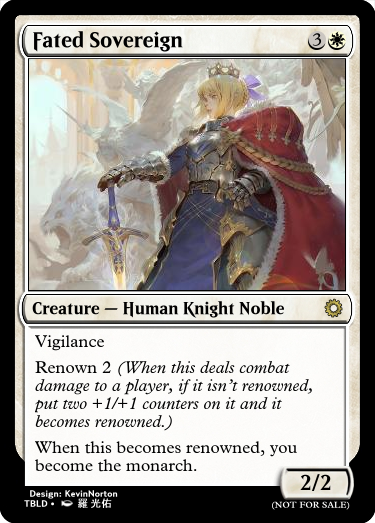 Fated Sovereign 3
Creature — Human Knight Noble
Vigilance
Renown 2 (When this deals combat
damage to a player, if it isn't renowned,
put two +1/+1 counters on it and it
becomes renowned.)
When this becomes renowned, you
become the monarch.
2/2
Design: KevinNorton
TBLD • 羅 光佑
(NOT FOR SALE)